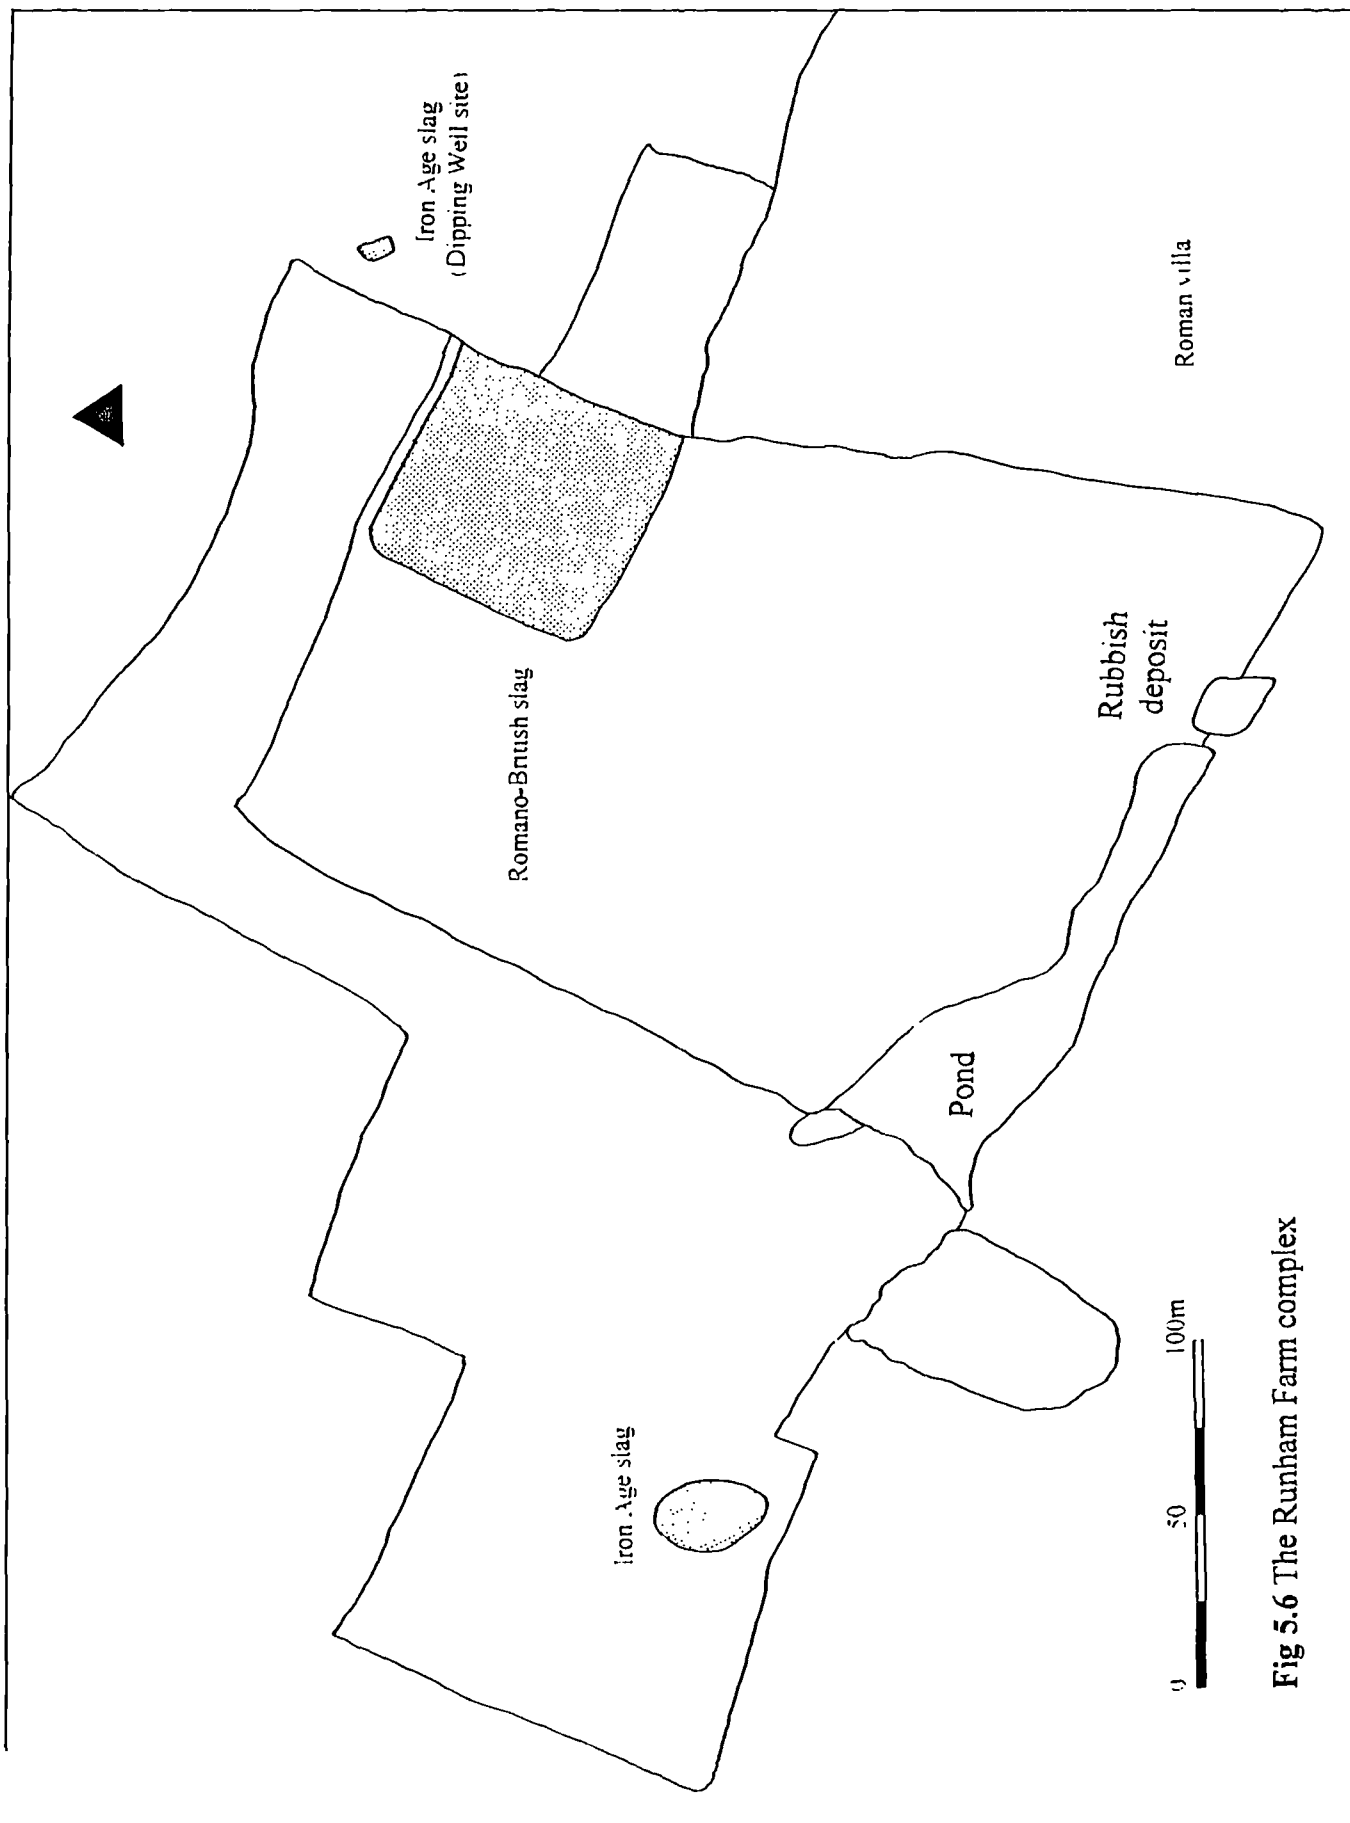 Iron Age slag
(Dipping Well site)
Romano-British slag
Roman villa
Rubbish
deposit
Pond
Iron Age slag
0 50 100m
Fig 5.6 The Runham Farm complex